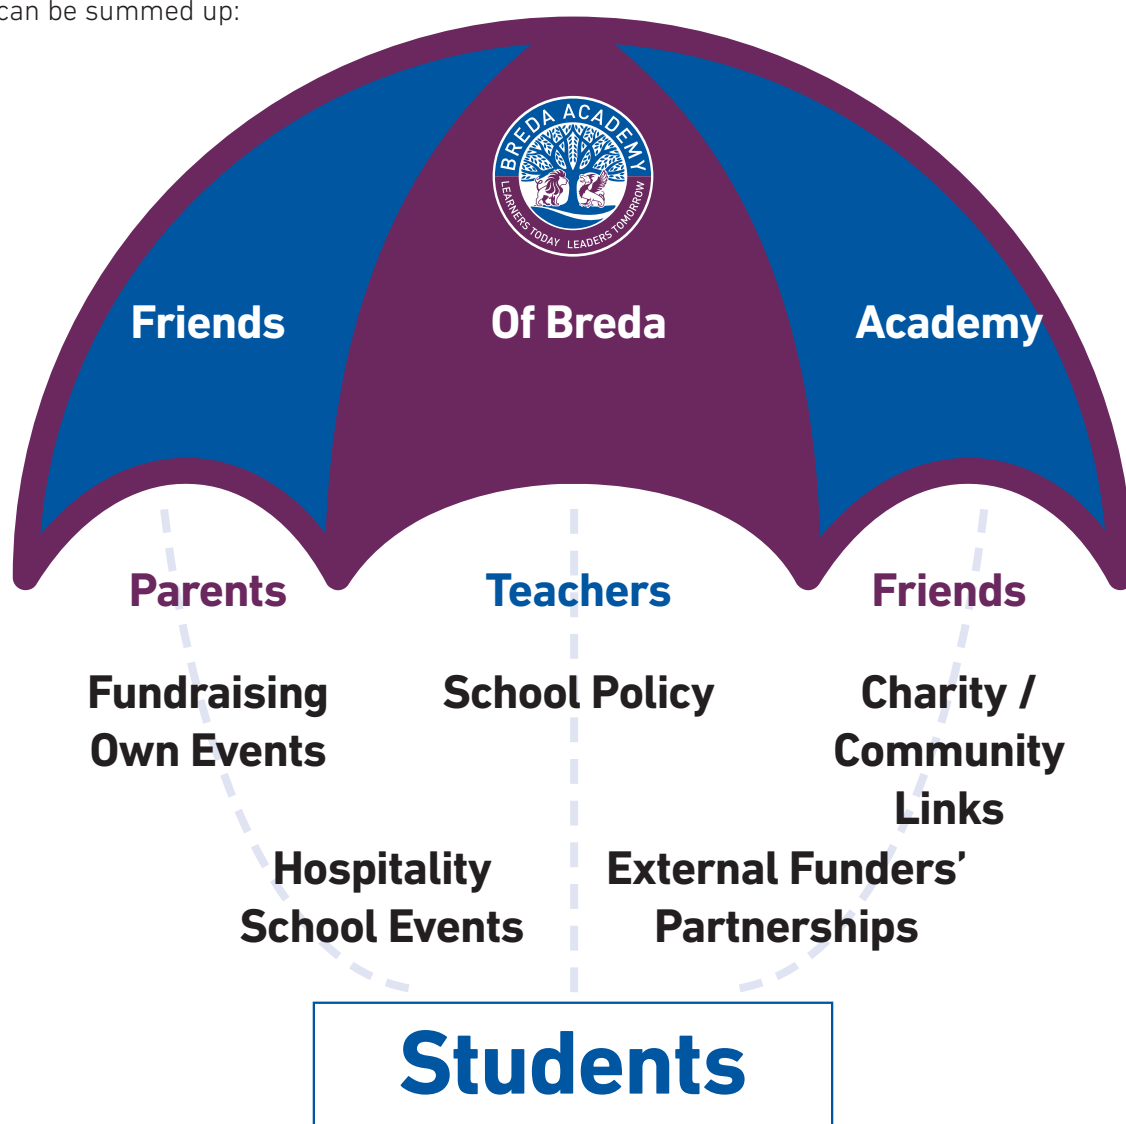 can be summed up:
BREDA ACADEMY
LEARNERS TODAY LEADERS TOMORROW
Friends
Of Breda
Academy
Parents
Teachers
Friends
Fundraising
Own Events
School Policy
Charity /
Community
Links
Hospitality
School Events
External Funders’
Partnerships
Students